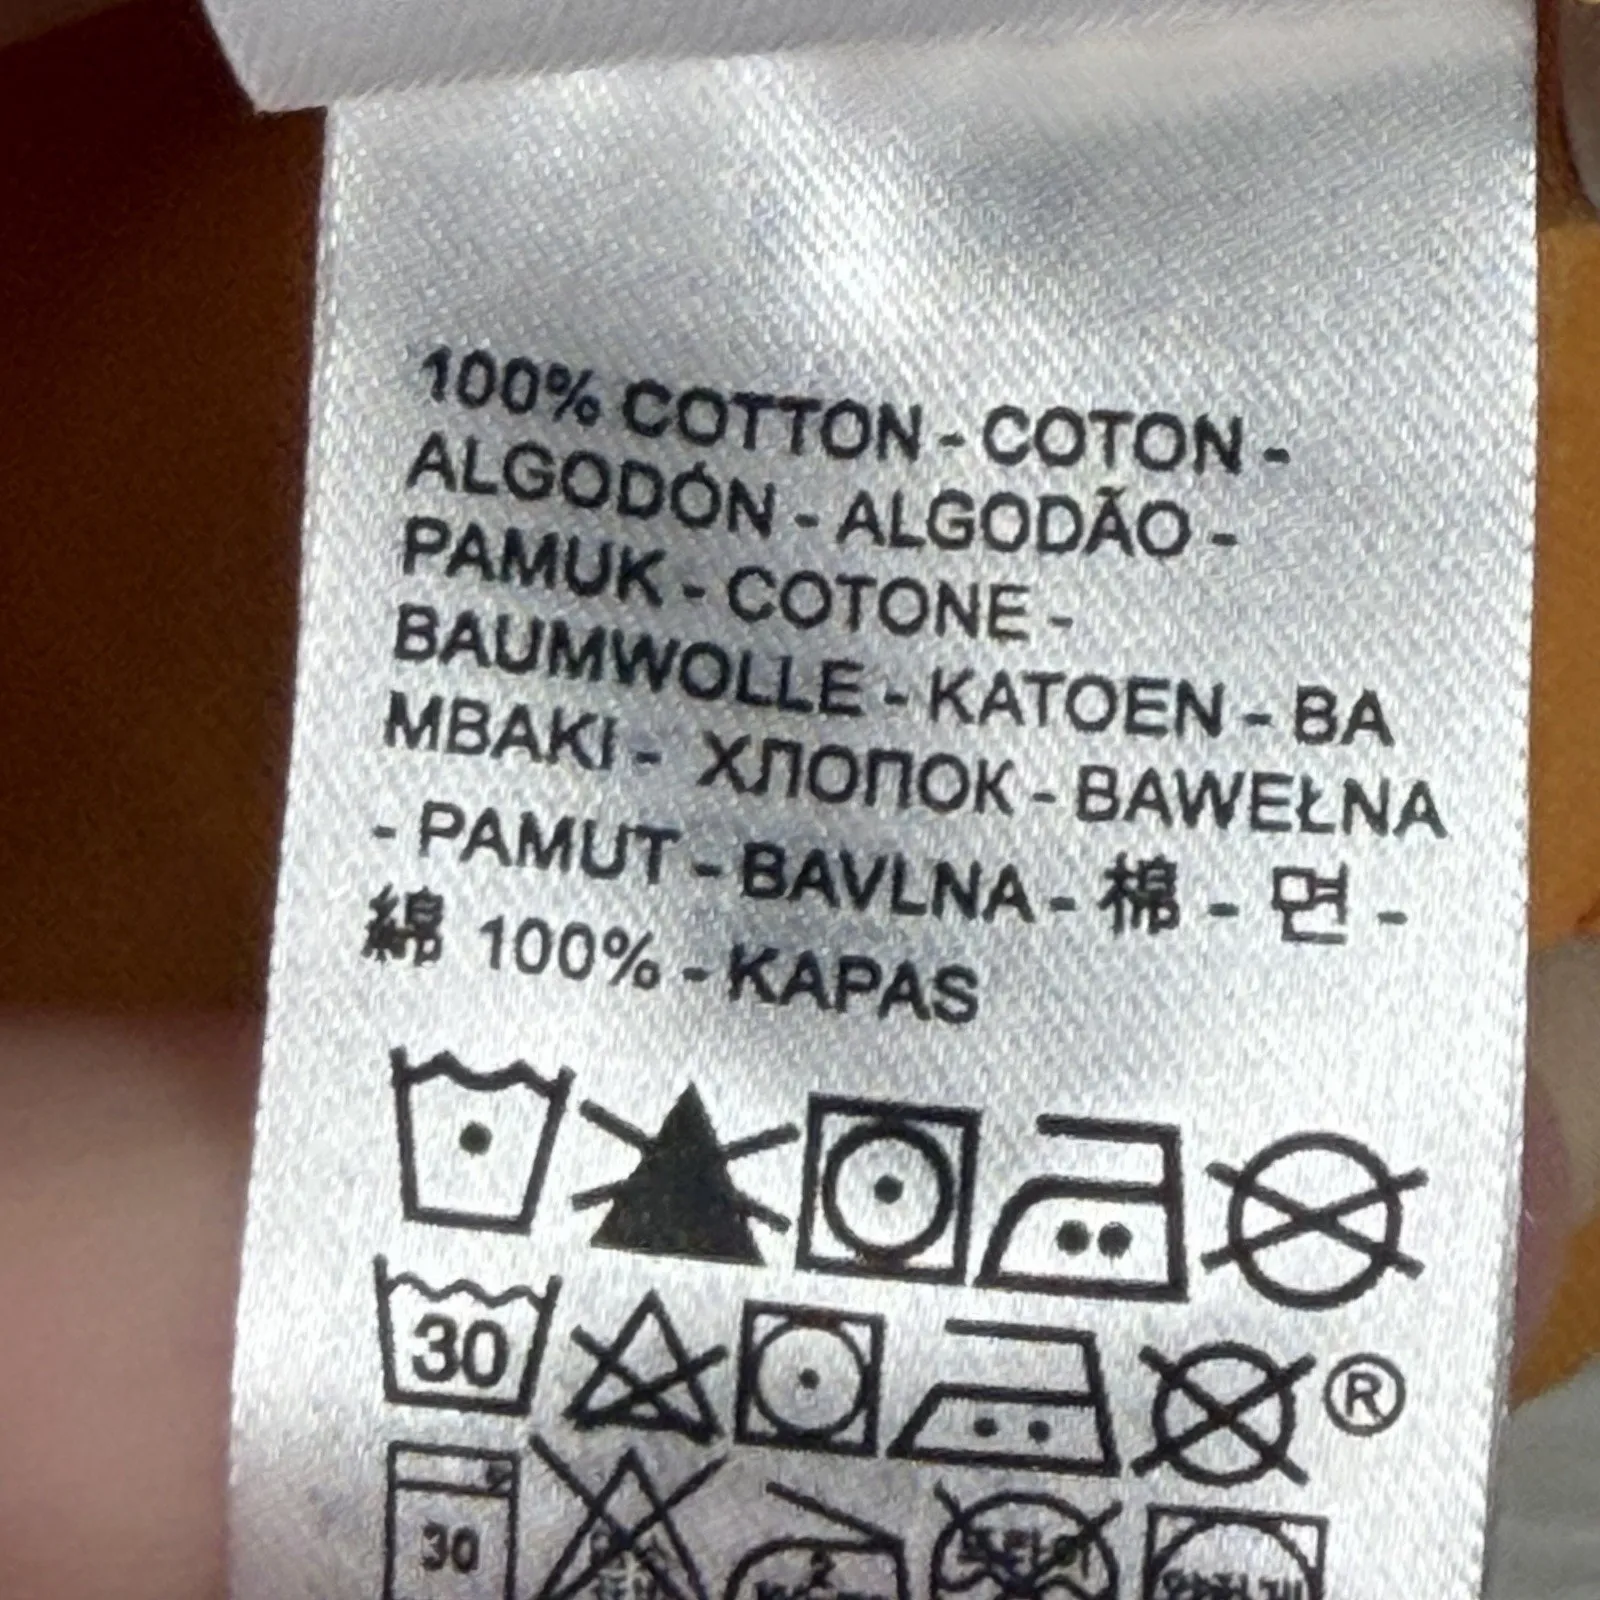 100% COTTON - COTON -
ALGODÓN - ALGODÃO -
PAMUK - COTONE -
BAUMWOLLE - KATOEN - BA
MBAKI - ХЛОПОК - BAWEŁNA
- PAMUT - BAVLNA - 棉 - 면 -
綿 100% - KAPAS
30 ®
30 2